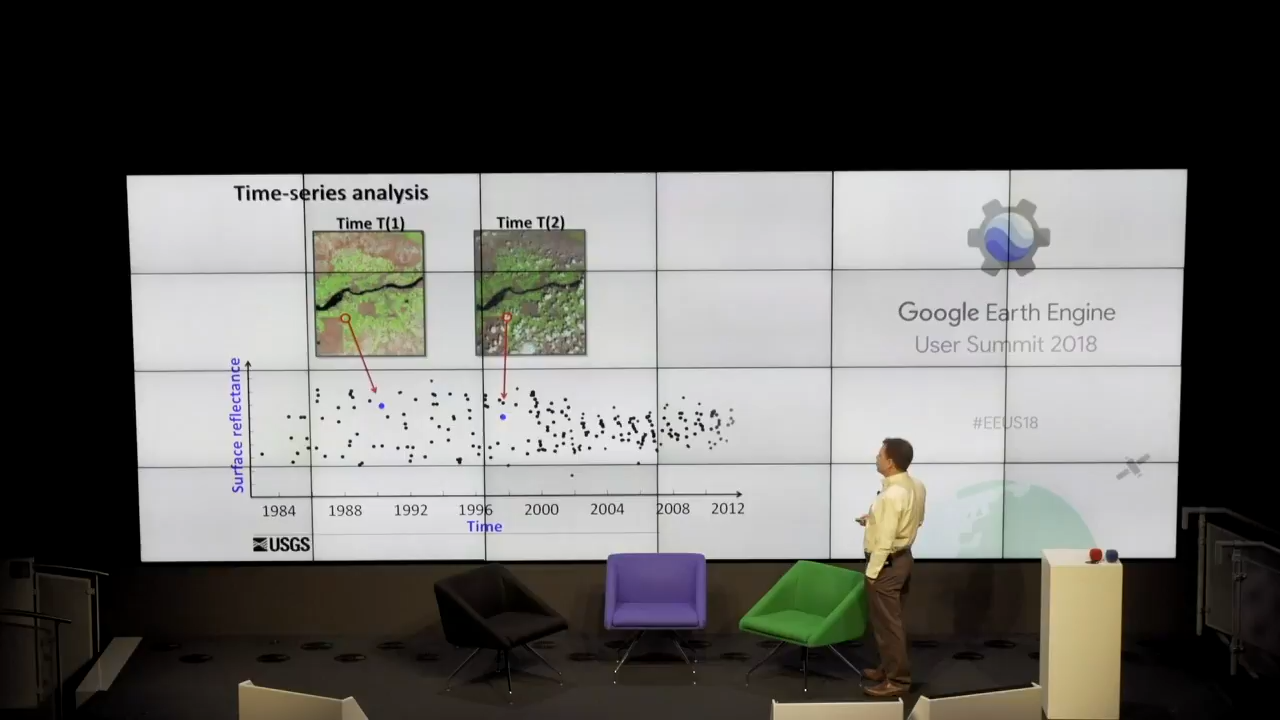 Time-series analysis
Time T(1)
Time T(2)
Surface reflectance
1984 1988 1992 1996 2000 2004 2008 2012
Time
USGS
Google Earth Engine
User Summit 2018
#EEUS18